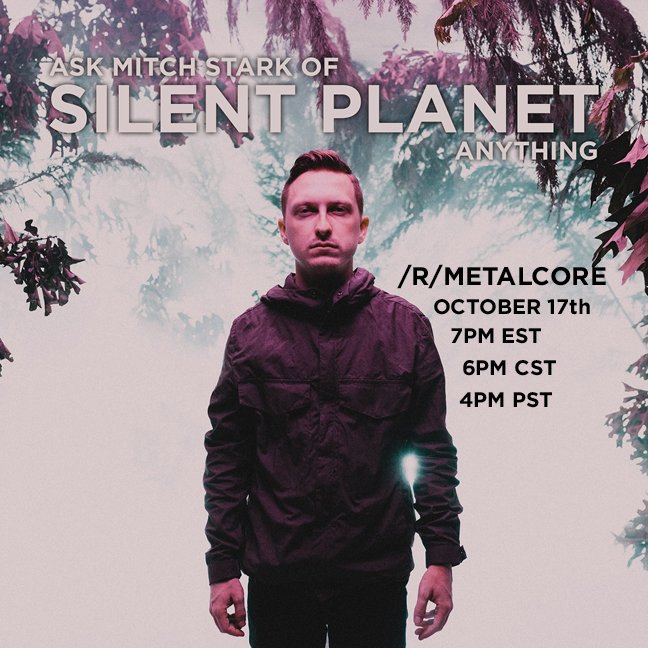 ASK MITCH STARK OF
SILENT PLANET
ANYTHING
/R/METALCORE
OCTOBER 17th
7PM EST
6PM CST
4PM PST